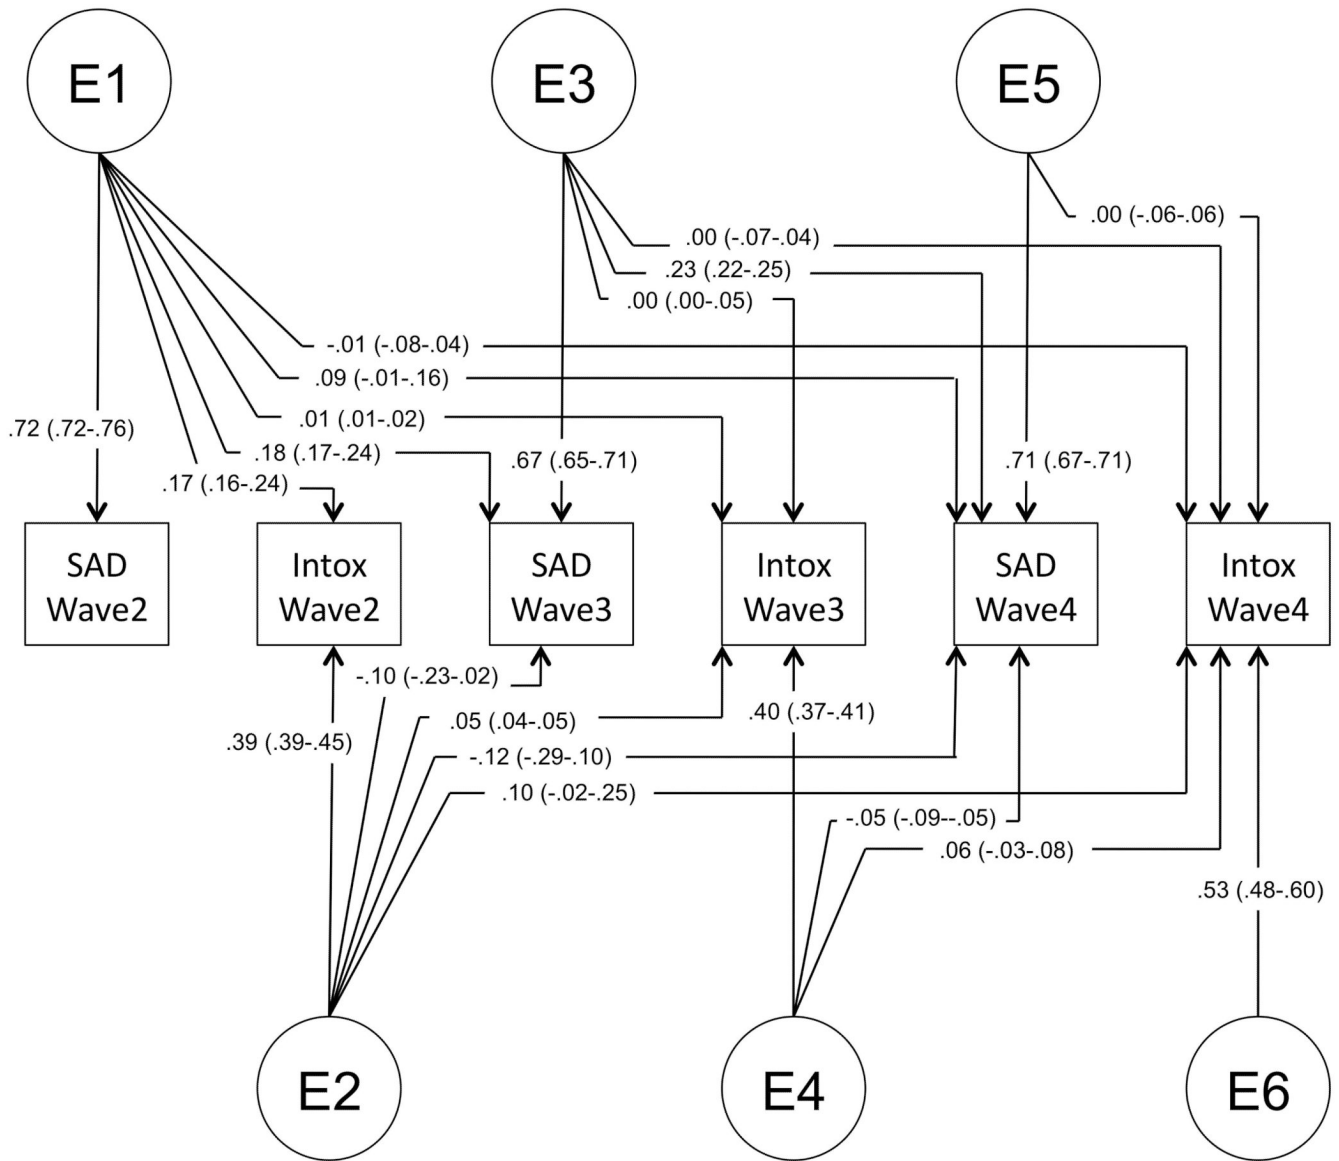 E1
E3
E5
.00 (-.06-.06)
.00 (-.07-.04)
.23 (.22-.25)
.00 (.00-.05)
-.01 (-.08-.04)
.09 (-.01-.16)
.01 (.01-.02)
.72 (.72-.76)
.18 (.17-.24)
.67 (.65-.71)
.71 (.67-.71)
.17 (.16-.24)
SAD
Wave2
Intox
Wave2
SAD
Wave3
Intox
Wave3
SAD
Wave4
Intox
Wave4
-.10 (-.23-.02)
.05 (.04-.05)
.40 (.37-.41)
.39 (.39-.45)
-.12 (-.29-.10)
.10 (-.02-.25)
-.05 (-.09--.05)
.06 (-.03-.08)
.53 (.48-.60)
E2
E4
E6